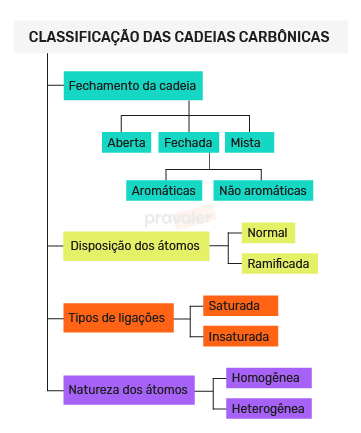 CLASSIFICAÇÃO DAS CADEIAS CARBÔNICAS
Fechamento da cadeia
Aberta
Fechada
Mista
Aromáticas
Não aromáticas
pravaler
Disposição dos átomos
Normal
Ramificada
Tipos de ligações
Saturada
Insaturada
Natureza dos átomos
Homogênea
Heterogênea